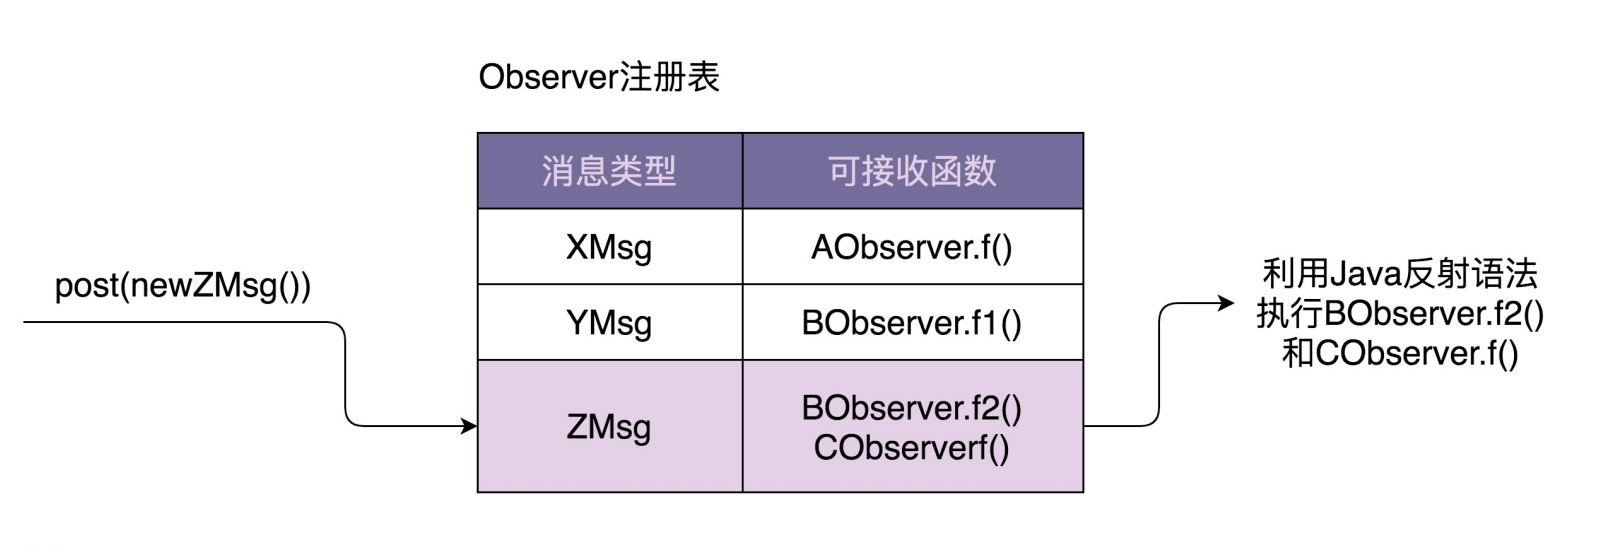 Observer注册表
消息类型 可接收函数
XMsg AObserver.f()
YMsg BObserver.f1()
ZMsg BObserver.f2()
CObserverf()
post(newZMsg())
利用Java反射语法
执行BObserver.f2()
和CObserver.f()